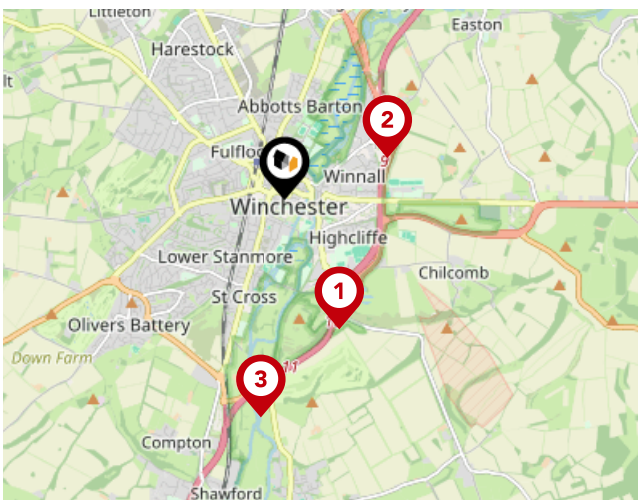 Littleton
Easton
Harestock
Abbotts Barton
2
9
Winnall
Winchester
Highcliffe
Lower Stanmore
Chilcomb
St Cross
1
Olivers Battery
Down Farm
11
3
Compton
Shawford